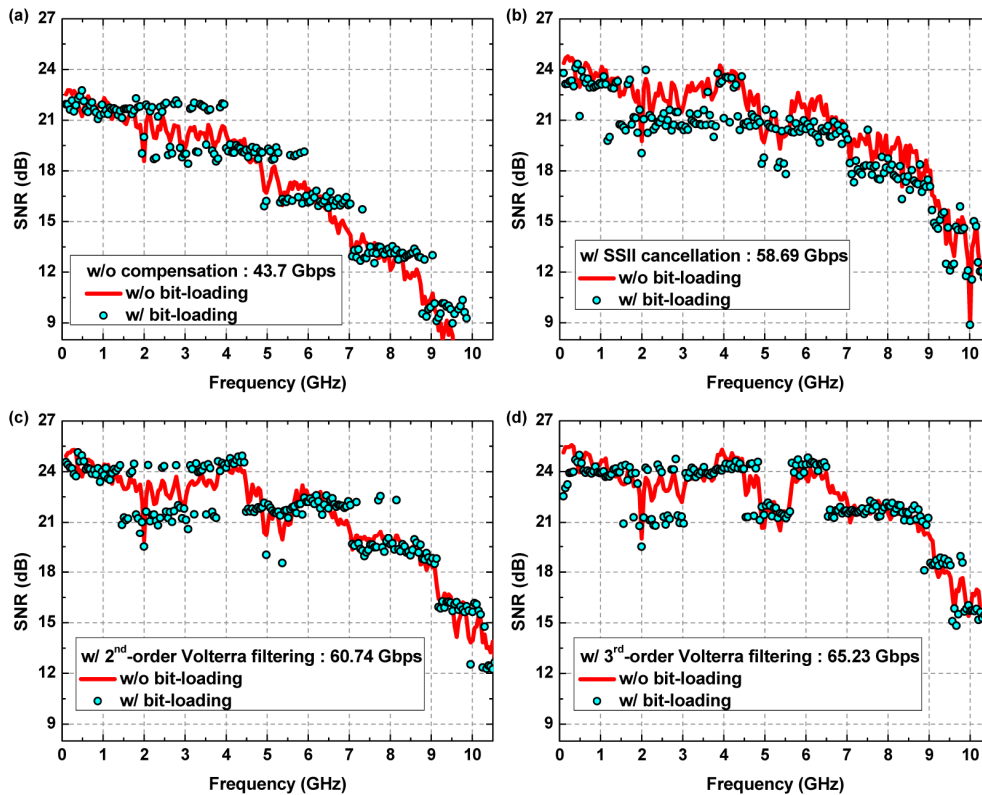 (a)
27
24
21
18
15
12
9
SNR (dB)
w/o compensation : 43.7 Gbps
w/o bit-loading
w/ bit-loading
0 1 2 3 4 5 6 7 8 9 10
Frequency (GHz)
(b)
27
24
21
18
15
12
9
SNR (dB)
w/ SSII cancellation : 58.69 Gbps
w/o bit-loading
w/ bit-loading
0 1 2 3 4 5 6 7 8 9 10
Frequency (GHz)
(c)
27
24
21
18
15
12
9
SNR (dB)
w/ 2nd-order Volterra filtering : 60.74 Gbps
w/o bit-loading
w/ bit-loading
0 1 2 3 4 5 6 7 8 9 10
Frequency (GHz)
(d)
27
24
21
18
15
12
9
SNR (dB)
w/ 3rd-order Volterra filtering : 65.23 Gbps
w/o bit-loading
w/ bit-loading
0 1 2 3 4 5 6 7 8 9 10
Frequency (GHz)